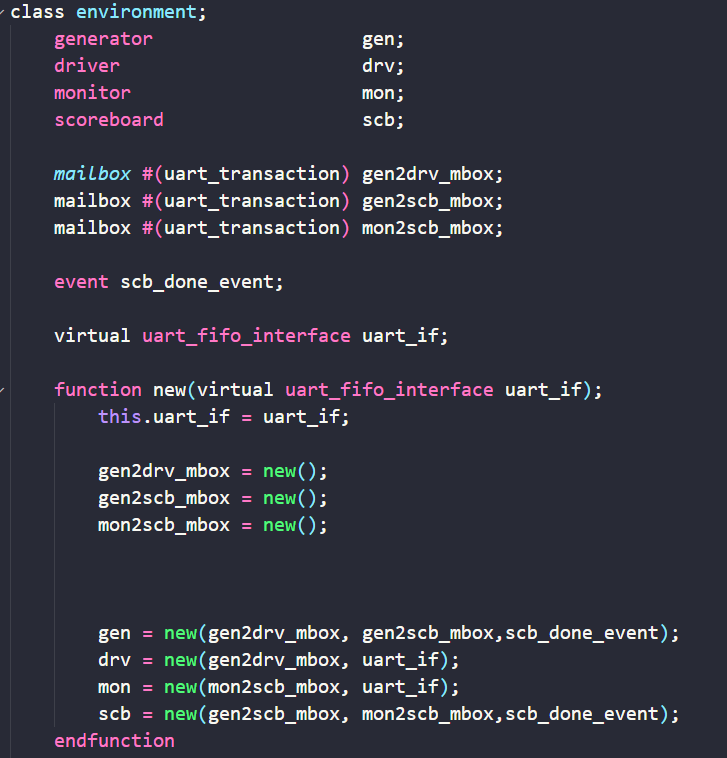 class environment;
    generator                   gen;
    driver                      drv;
    monitor                     mon;
    scoreboard                  scb;

    mailbox #(uart_transaction) gen2drv_mbox;
    mailbox #(uart_transaction) gen2scb_mbox;
    mailbox #(uart_transaction) mon2scb_mbox;

    event scb_done_event;

    virtual uart_fifo_interface uart_if;

    function new(virtual uart_fifo_interface uart_if);
        this.uart_if = uart_if;

        gen2drv_mbox = new();
        gen2scb_mbox = new();
        mon2scb_mbox = new();

        gen = new(gen2drv_mbox, gen2scb_mbox,scb_done_event);
        drv = new(gen2drv_mbox, uart_if);
        mon = new(mon2scb_mbox, uart_if);
        scb = new(gen2scb_mbox, mon2scb_mbox,scb_done_event);
    endfunction